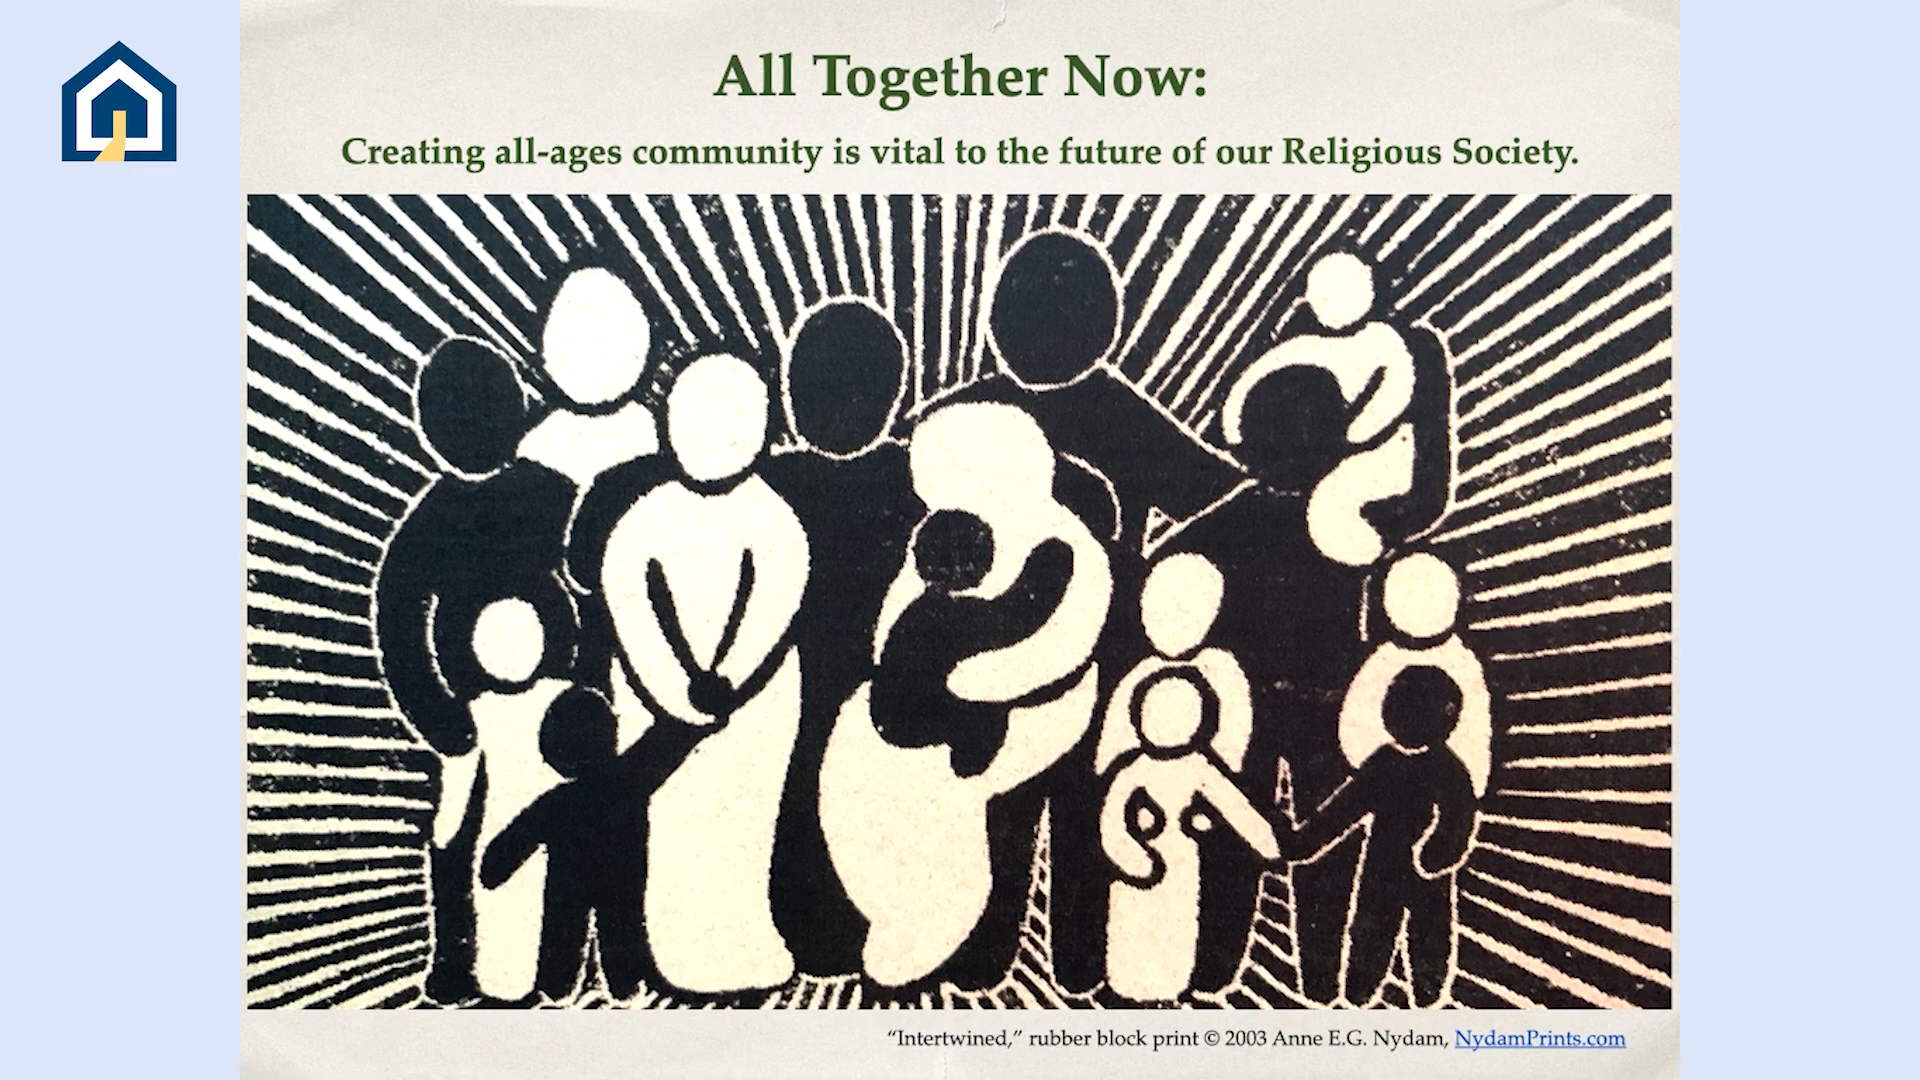 All Together Now:
Creating all-ages community is vital to the future of our Religious Society.
“Intertwined,” rubber block print © 2003 Anne E.G. Nydam, NydamPrints.com